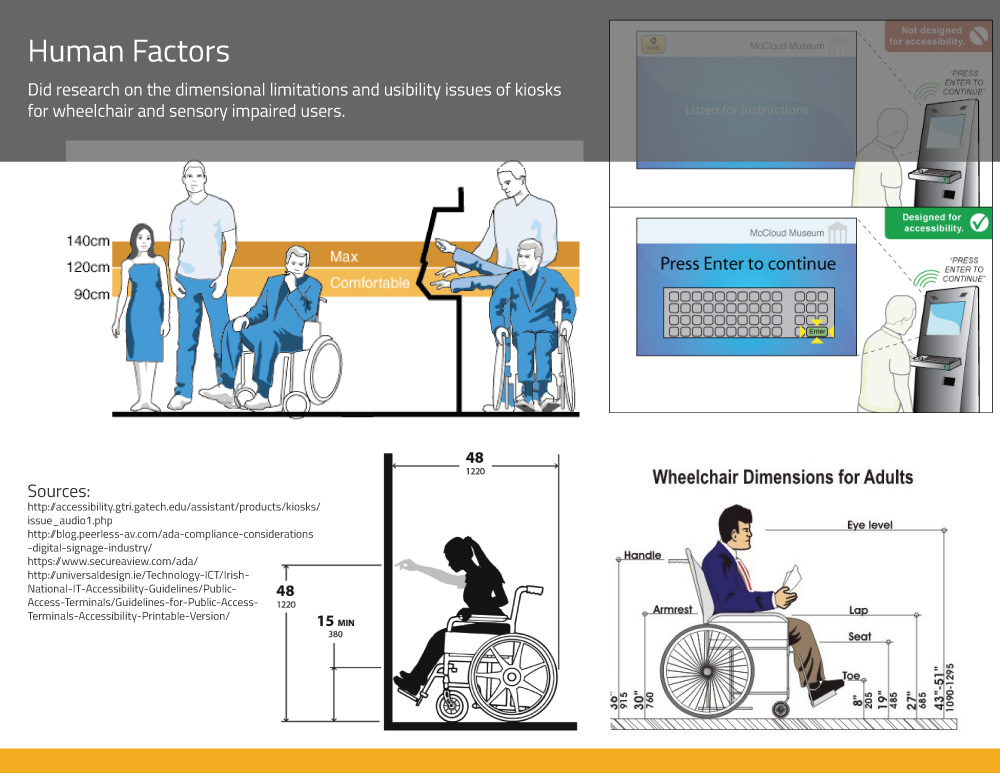 Human Factors
Did research on the dimensional limitations and usibility issues of kiosks
for wheelchair and sensory impaired users.
Not designed
for accessibility.
HOME
McCloud Museum
Listen for instructions
"PRESS
ENTER TO
CONTINUE"
140cm
120cm
90cm
Max
Comfortable
Designed for
accessibility.
McCloud Museum
Press Enter to continue
Enter
"PRESS
ENTER TO
CONTINUE"
Sources:
http://accessibility.gtri.gatech.edu/assistant/products/kiosks/
issue_audio1.php
http://blog.peerless-av.com/ada-compliance-considerations
-digital-signage-industry/
https://www.secureaview.com/ada/
http://universaldesign.ie/Technology-ICT/Irish-
National-IT-Accessibility-Guidelines/Public-
Access-Terminals/Guidelines-for-Public-Access-
Terminals-Accessibility-Printable-Version/
48
1220
48
1220
15 MIN
380
Wheelchair Dimensions for Adults
Eye level
Handle
Armrest
Lap
Seat
Toe
36"
915
30"
760
8"
205
19"
485
27"
685
43"-51"
1090-1295